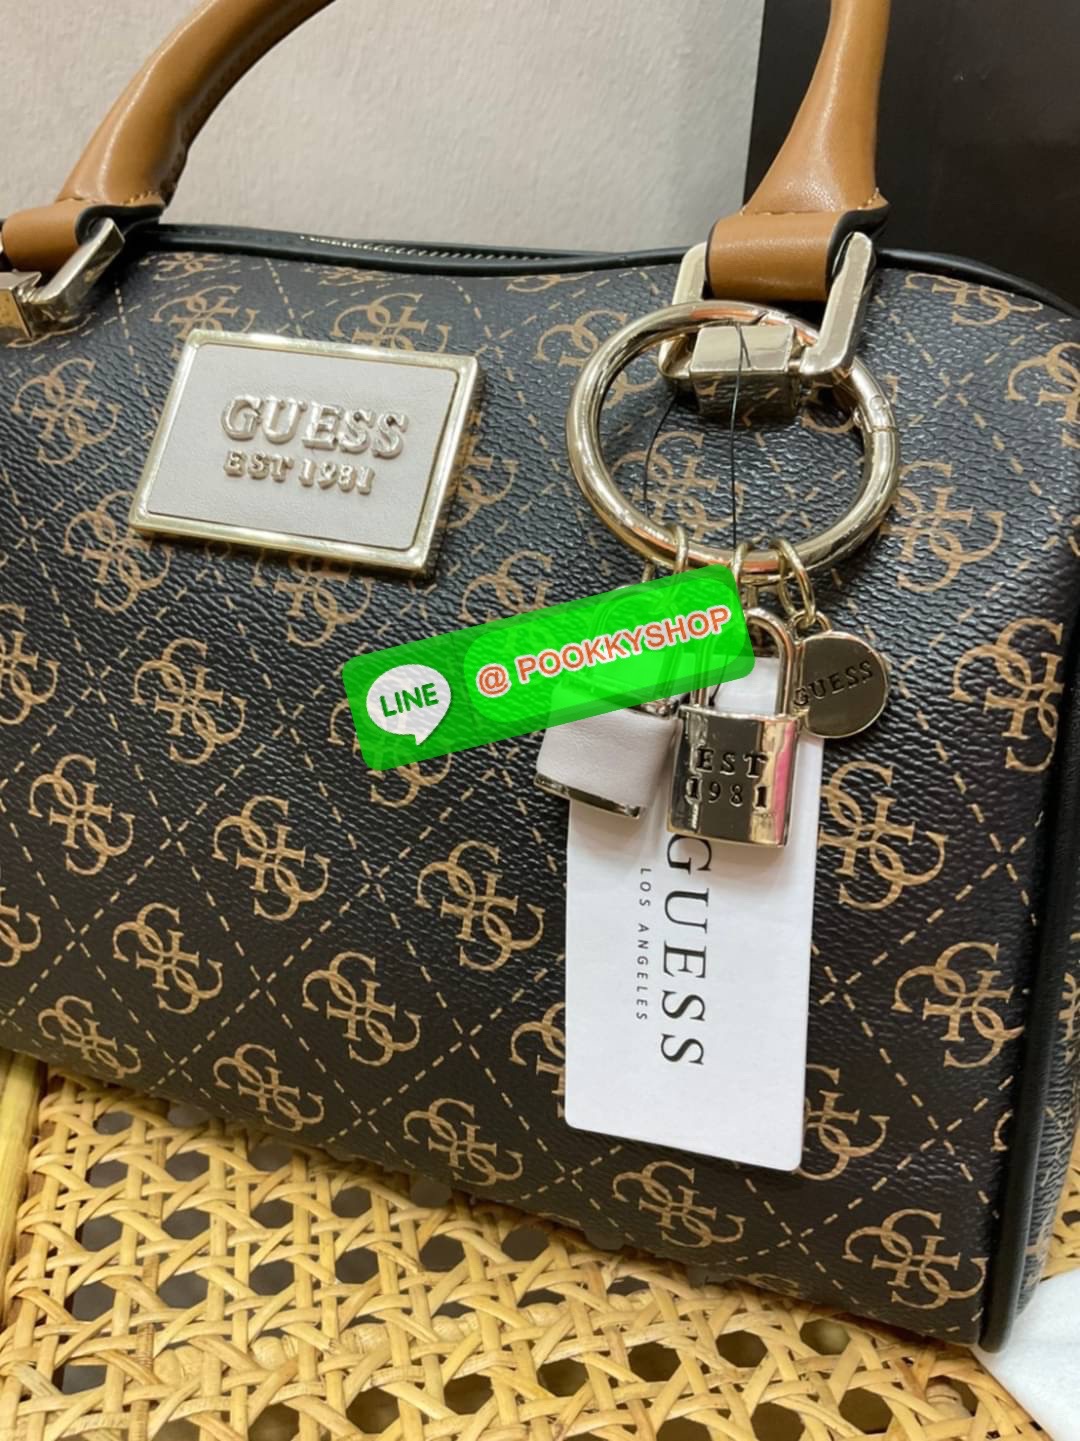 GUESS
EST 1981
LINE
@ POOKKYSHOP
GUESS
EST
1981
GUESS
LOS ANGELES